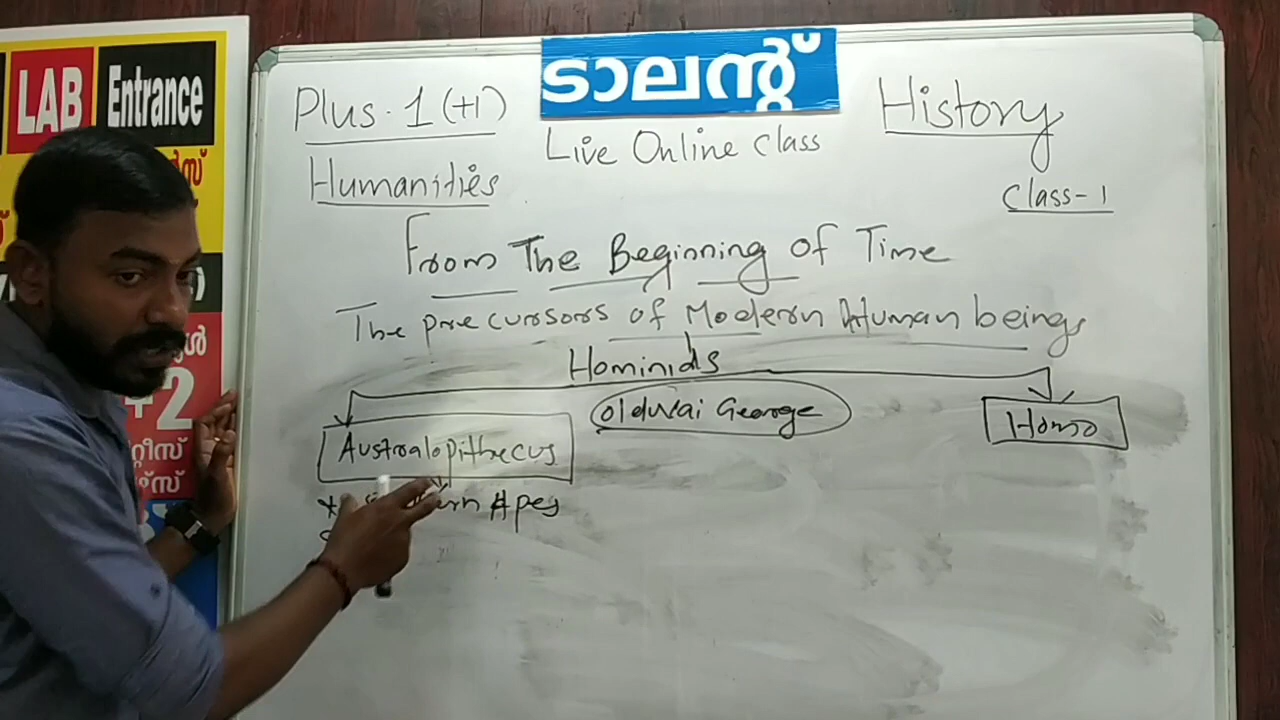 LAB Entrance
ടാലന്റ്
Plus. 1 (+1)
History
Live Online Class
Humanities
Class-1
From The Beginning of Time
The precursors of Modern Human beings
Hominids
Olduvai George
Australopithecus
Homo
Apes
+2